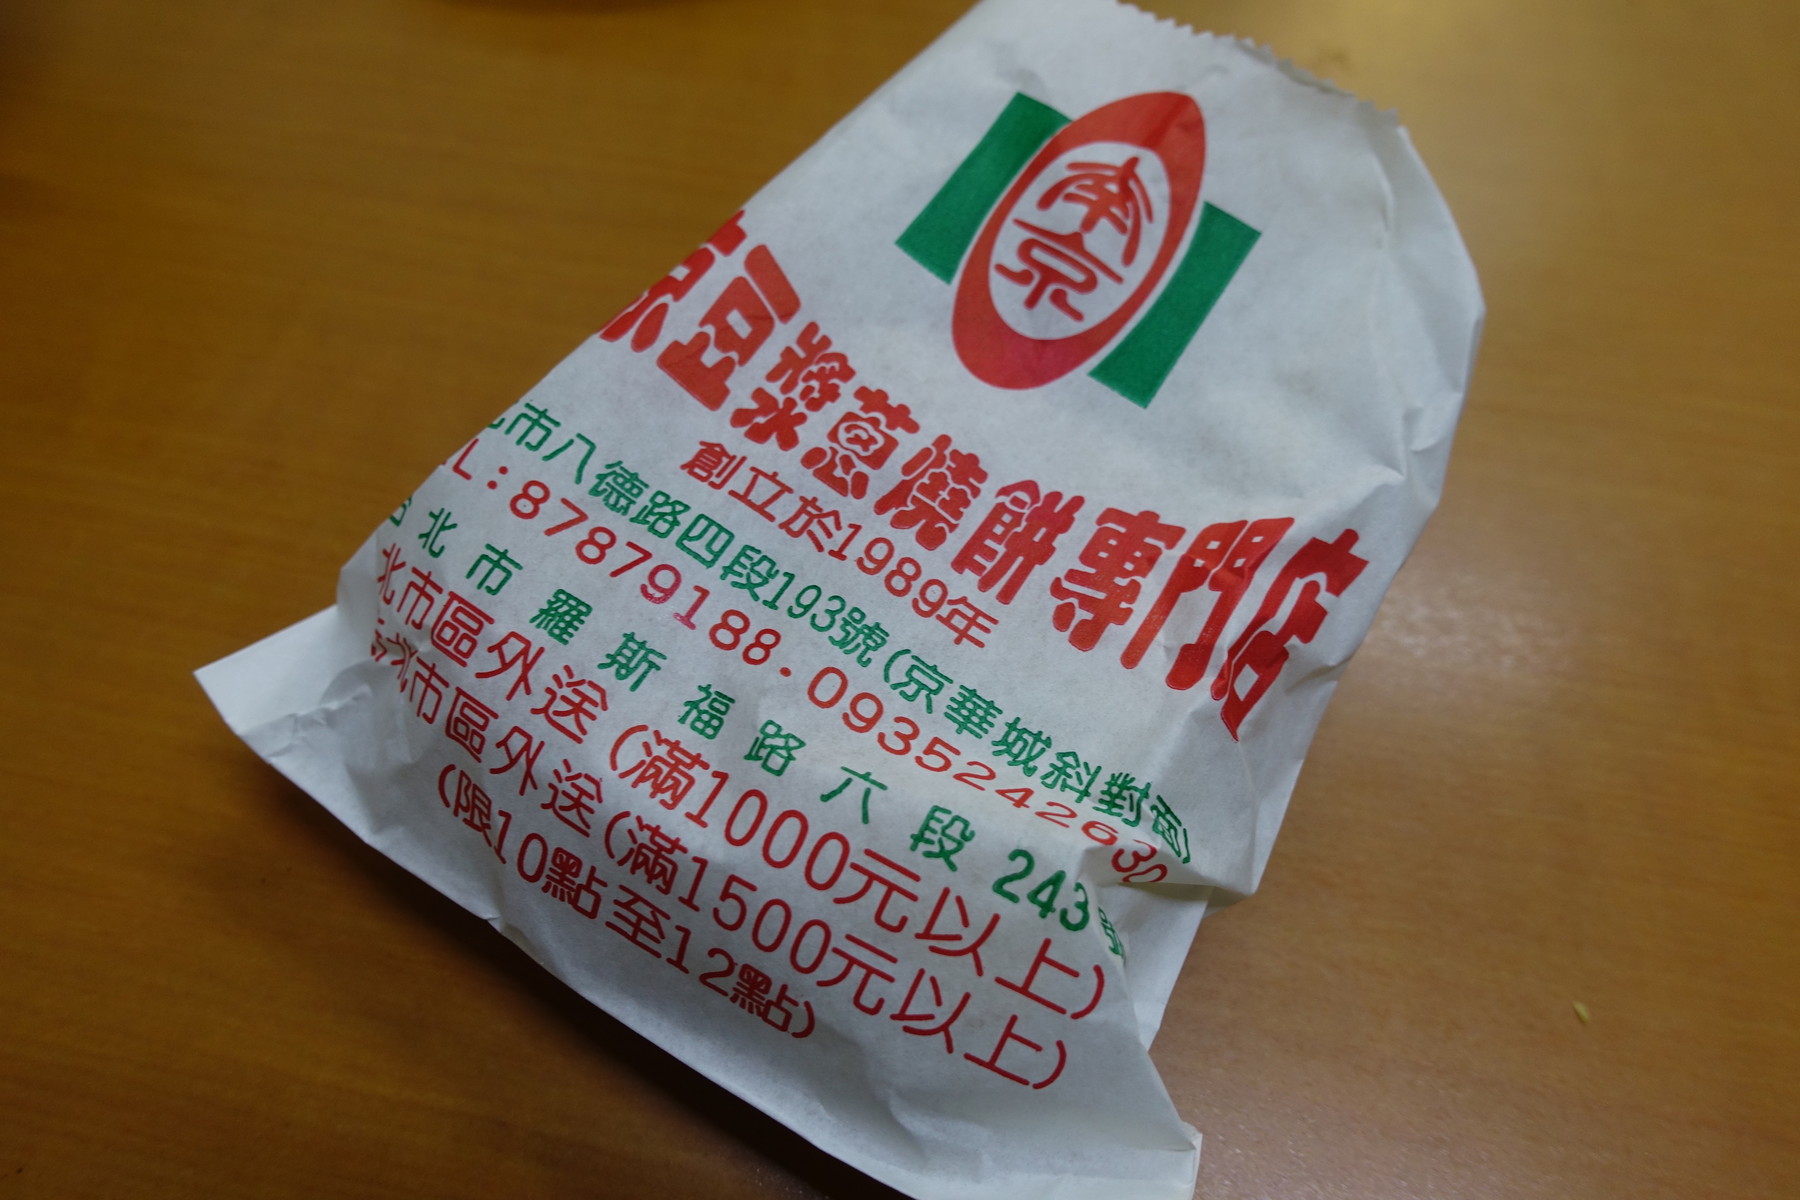 南京
京豆漿蔥燒餅專門店
創立於1989年
北市八德路四段193號(京華城斜對面)
EL:87879188.0935242630
台北市羅斯福路六段243號
北市區外送(滿1000元以上)
北市區外送(滿1500元以上)
(限10點至12點)